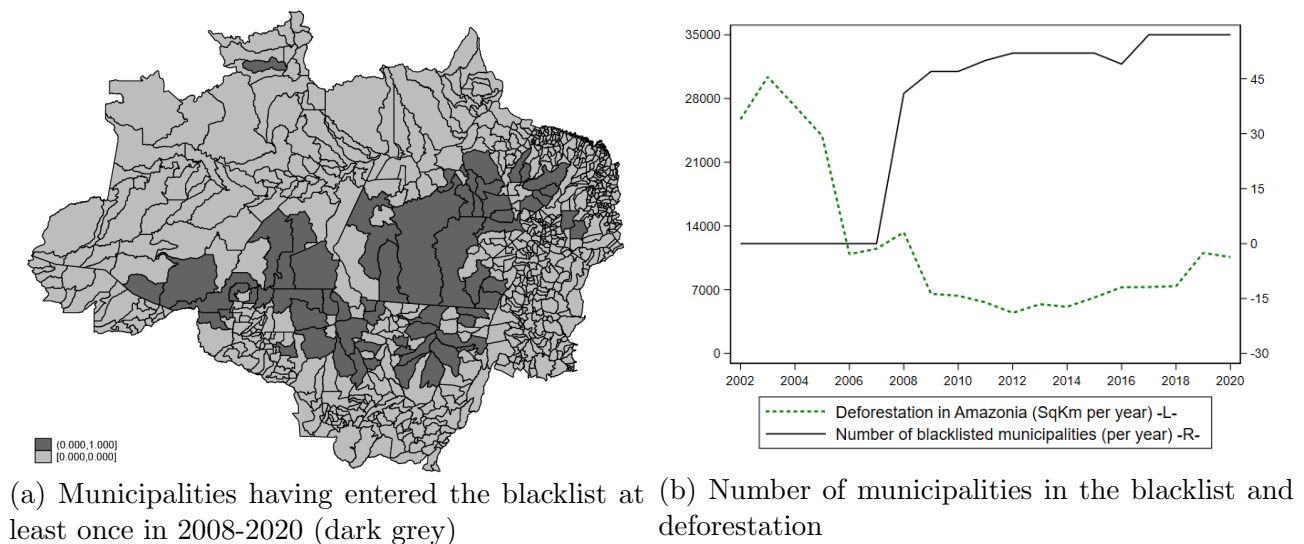 (0.000,1.000]
[0.000,0.000]
(a) Municipalities having entered the blacklist at
least once in 2008-2020 (dark grey)
35000
28000
21000
14000
7000
0
45
30
15
0
-15
-30
2002 2004 2006 2008 2010 2012 2014 2016 2018 2020
Deforestation in Amazonia (SqKm per year) -L-
Number of blacklisted municipalities (per year) -R-
(b) Number of municipalities in the blacklist and
deforestation